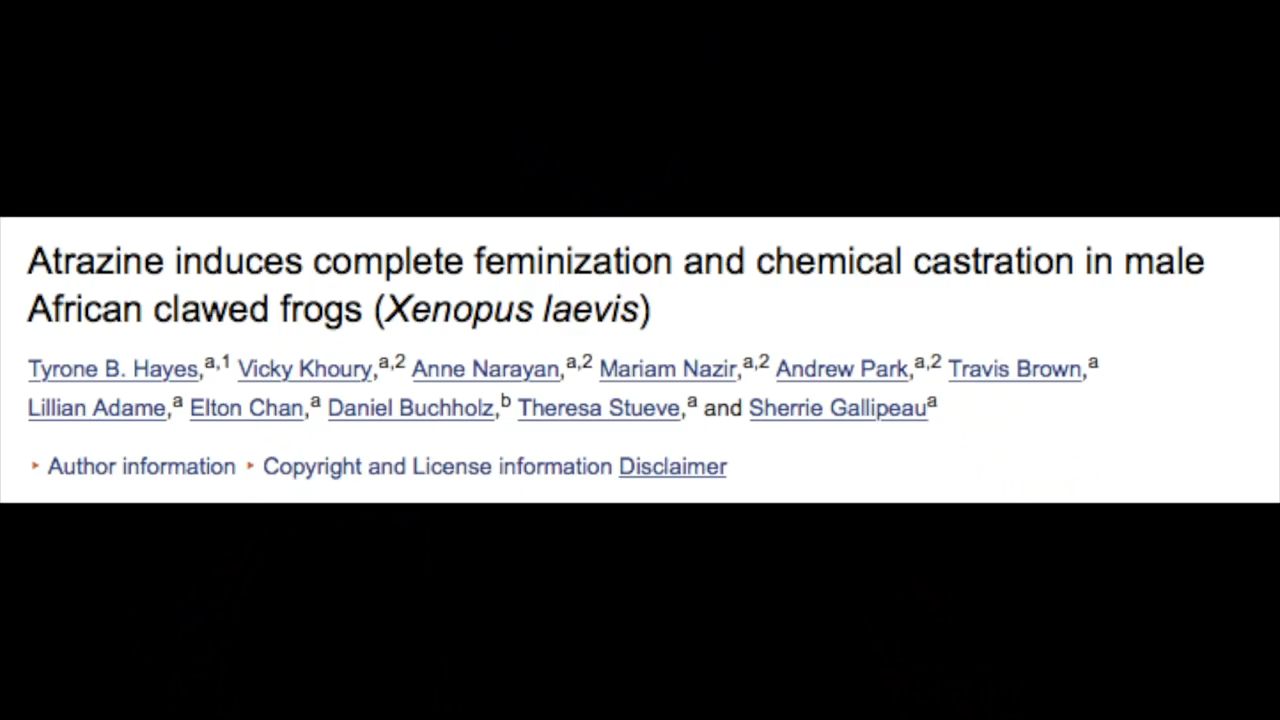 Atrazine induces complete feminization and chemical castration in male
African clawed frogs (Xenopus laevis)
Tyrone B. Hayes,a,1 Vicky Khoury,a,2 Anne Narayan,a,2 Mariam Nazir,a,2 Andrew Park,a,2 Travis Brown,a
Lillian Adame,a Elton Chan,a Daniel Buchholz,b Theresa Stueve,a and Sherrie Gallipeaua
▸ Author information ▸ Copyright and License information Disclaimer